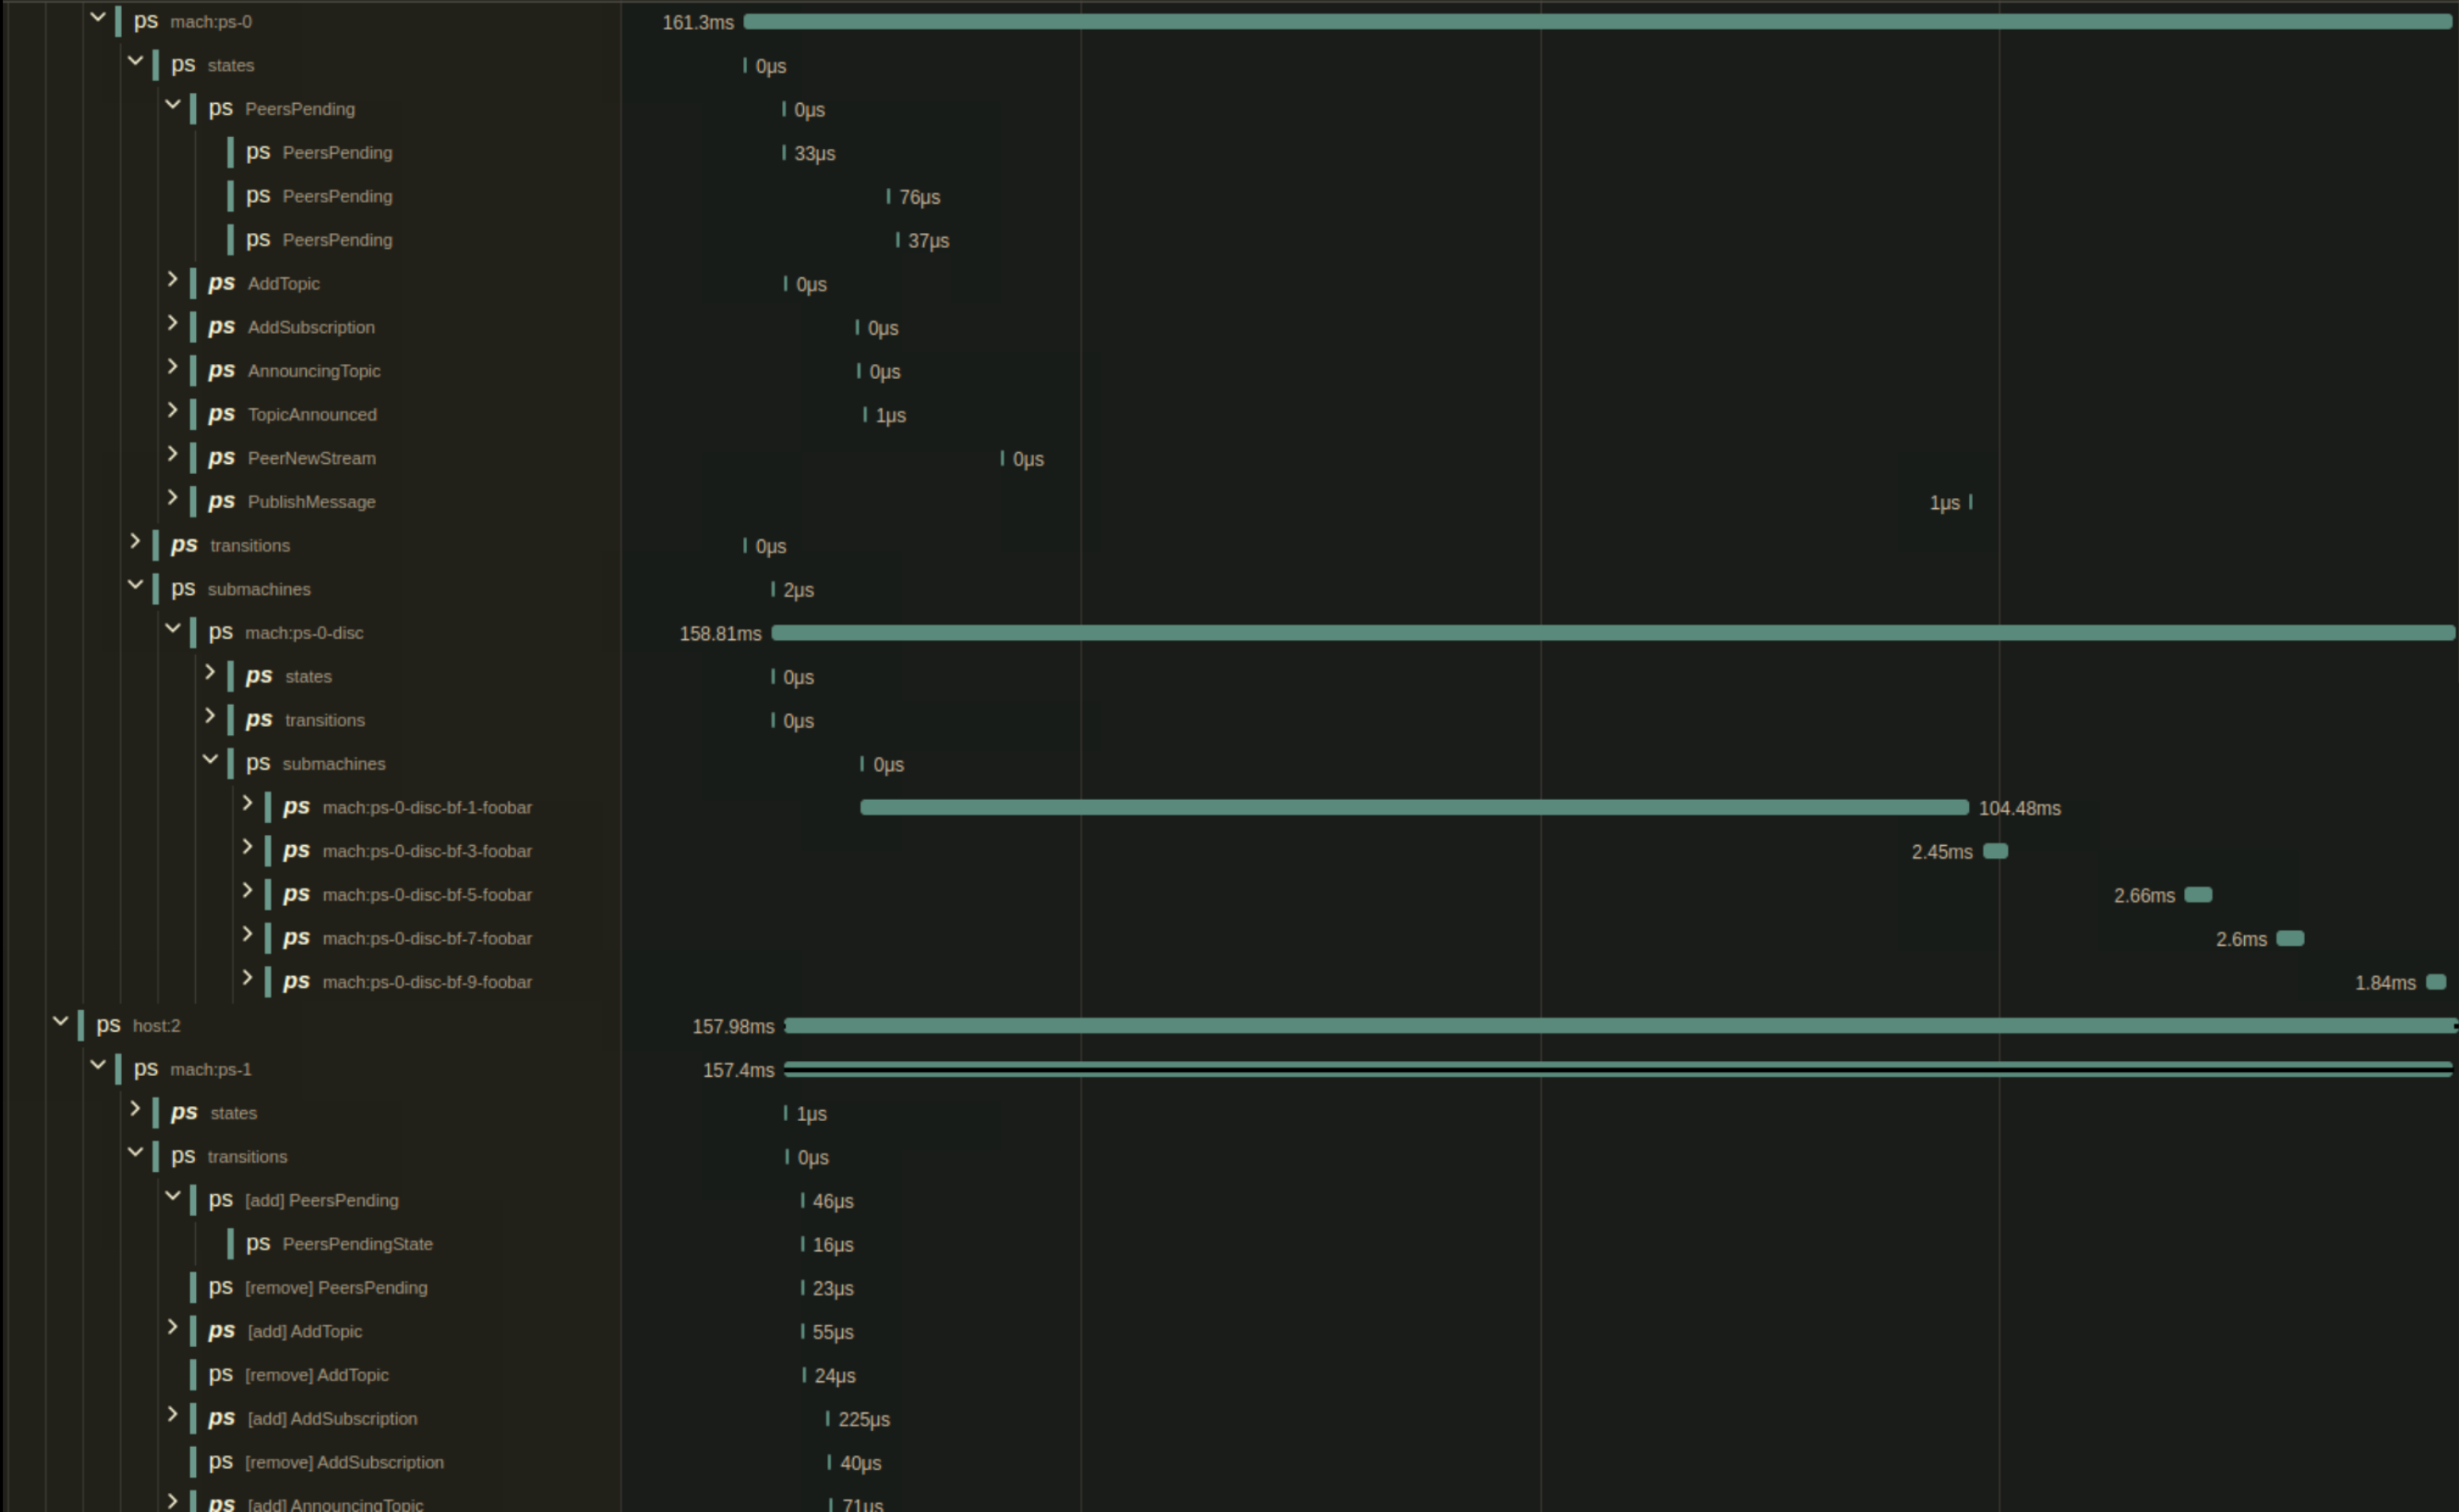 ps mach:ps-0 161.3ms
ps states 0μs
ps PeersPending 0μs
ps PeersPending 33μs
ps PeersPending 76μs
ps PeersPending 37μs
ps AddTopic 0μs
ps AddSubscription 0μs
ps AnnouncingTopic 0μs
ps TopicAnnounced 1μs
ps PeerNewStream 0μs
ps PublishMessage 1μs
ps transitions 0μs
ps submachines 2μs
ps mach:ps-0-disc 158.81ms
ps states 0μs
ps transitions 0μs
ps submachines 0μs
ps mach:ps-0-disc-bf-1-foobar 104.48ms
ps mach:ps-0-disc-bf-3-foobar 2.45ms
ps mach:ps-0-disc-bf-5-foobar 2.66ms
ps mach:ps-0-disc-bf-7-foobar 2.6ms
ps mach:ps-0-disc-bf-9-foobar 1.84ms
ps host:2 157.98ms
ps mach:ps-1 157.4ms
ps states 1μs
ps transitions 0μs
ps [add] PeersPending 46μs
ps PeersPendingState 16μs
ps [remove] PeersPending 23μs
ps [add] AddTopic 55μs
ps [remove] AddTopic 24μs
ps [add] AddSubscription 225μs
ps [remove] AddSubscription 40μs
ps [add] AnnouncingTopic 71μs